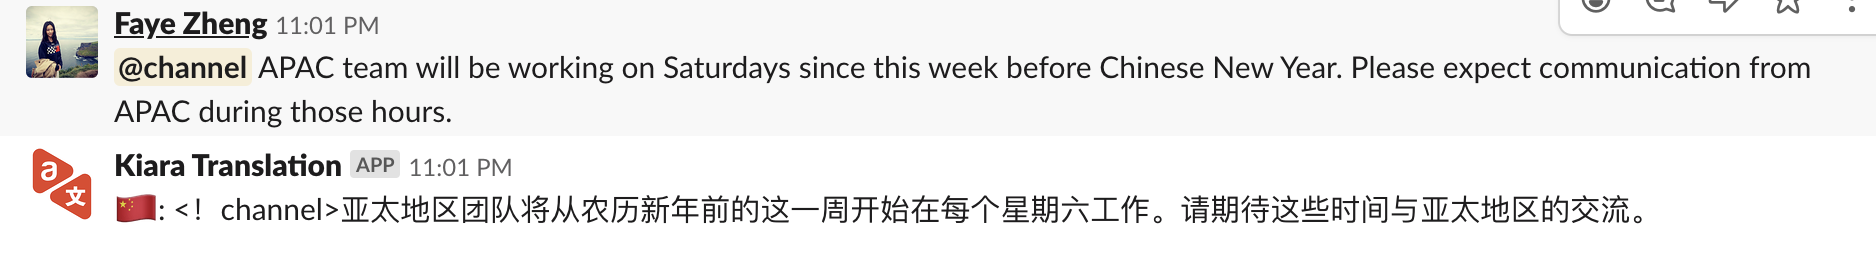 Faye Zheng 11:01 PM
@channel APAC team will be working on Saturdays since this week before Chinese New Year. Please expect communication from
APAC during those hours.
a
文
Kiara Translation APP 11:01 PM
: <！channel>亚太地区团队将从农历新年前的这一周开始在每个星期六工作。请期待这些时间与亚太地区的交流。